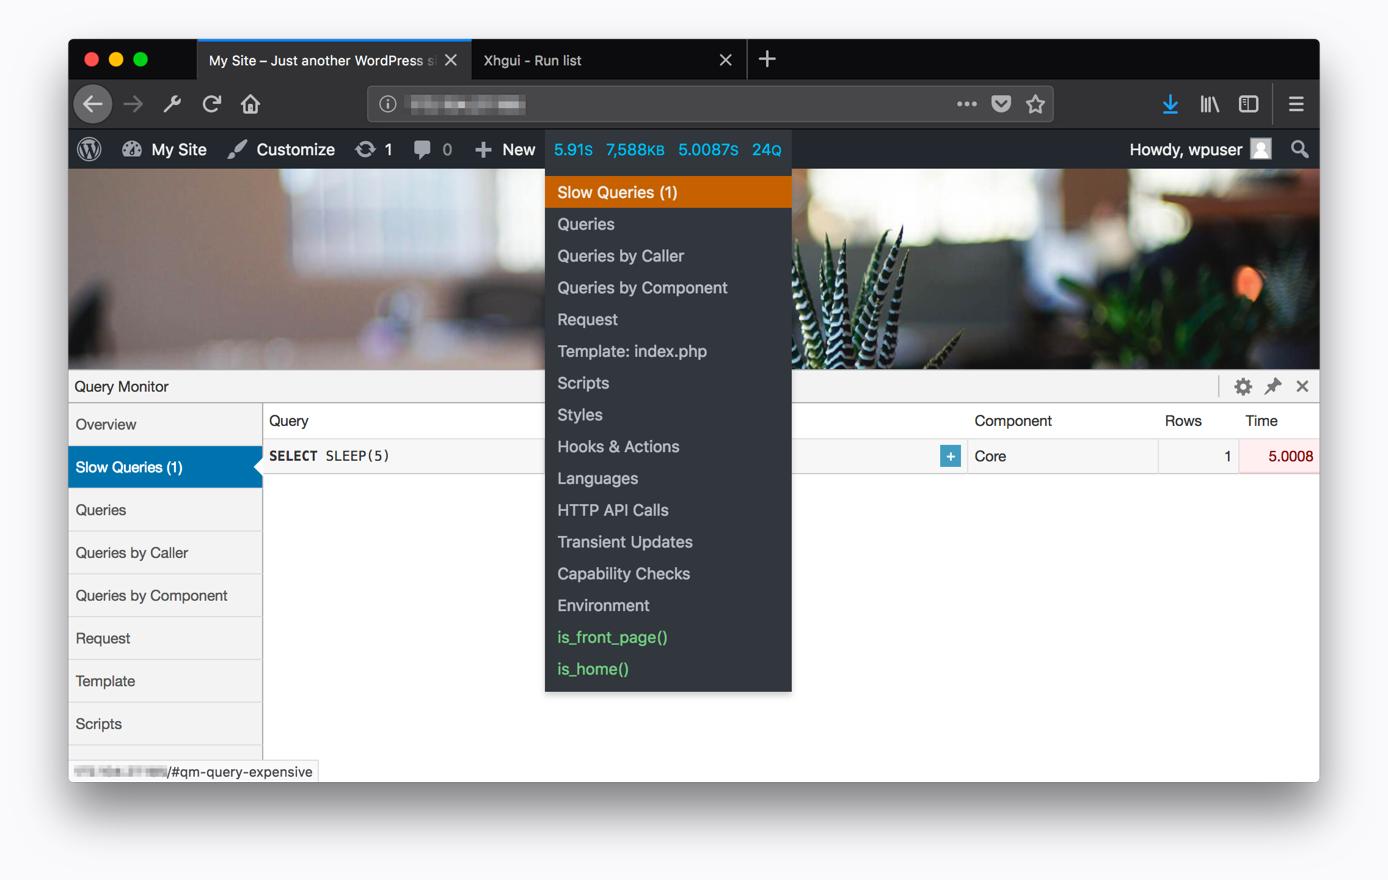 My Site – Just another WordPress si
Xhgui - Run list
My Site
Customize
1
0
New
5.91S 7,588KB 5.0087S 24Q
Howdy, wpuser
Slow Queries (1)
Queries
Queries by Caller
Queries by Component
Request
Template: index.php
Scripts
Styles
Hooks & Actions
Languages
HTTP API Calls
Transient Updates
Capability Checks
Environment
is_front_page()
is_home()
Query Monitor
Overview
Slow Queries (1)
Queries
Queries by Caller
Queries by Component
Request
Template
Scripts
Query Component Rows Time
SELECT SLEEP(5) + Core 1 5.0008
/#qm-query-expensive